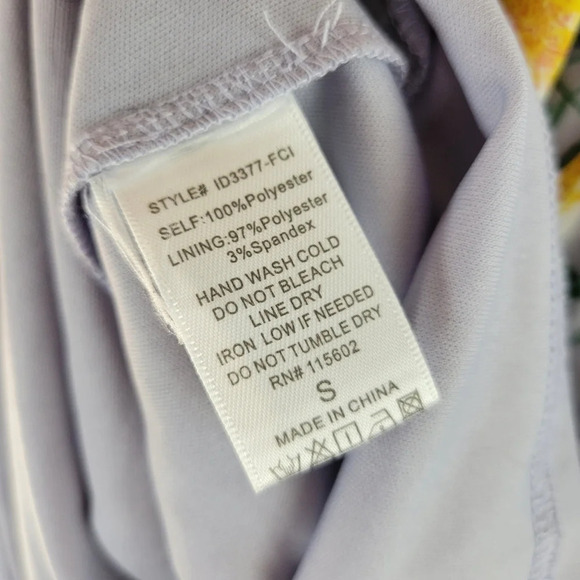 STYLE# ID3377-FCI
SELF:100%Polyester
LINING:97%Polyester
3%Spandex
HAND WASH COLD
DO NOT BLEACH
LINE DRY
IRON LOW IF NEEDED
DO NOT TUMBLE DRY
RN# 115602
S
MADE IN CHINA